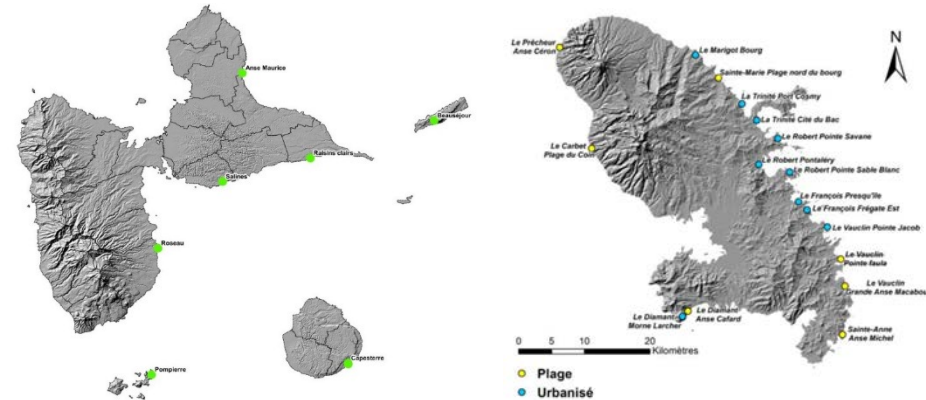 Anse Maurice
Beauséjour
Raisins clairs
Salines
Roseau
Capesterre
Pompierre
N
Le Prêcheur
Anse Céron
Le Marigot Bourg
Sainte-Marie Plage nord du bourg
La Trinité Port Cosmy
La Trinité Cité du Bac
Le Robert Pointe Savane
Le Carbet
Plage du Coin
Le Robert Pontaléry
Le Robert Pointe Sable Blanc
Le François Presqu'île
Le François Frégate Est
Le Vauclin Pointe Jacob
Le Vauclin
Pointe faula
Le Vauclin
Grande Anse Macabou
Le Diamant
Anse Cafard
Le Diamant
Morne Larcher
Sainte-Anne
Anse Michel
0 5 10 20
Kilomètres
Plage
Urbanisé